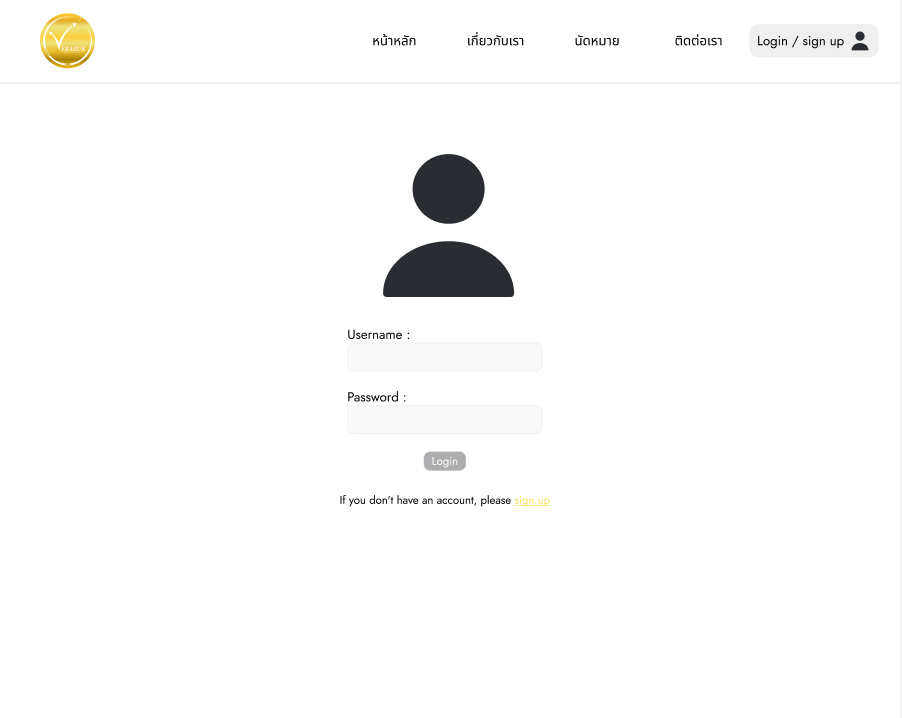 หน้าหลัก เกี่ยวกับเรา นัดหมาย ติดต่อเรา Login / sign up
Username :
Password :
Login
If you don't have an account, please sign up